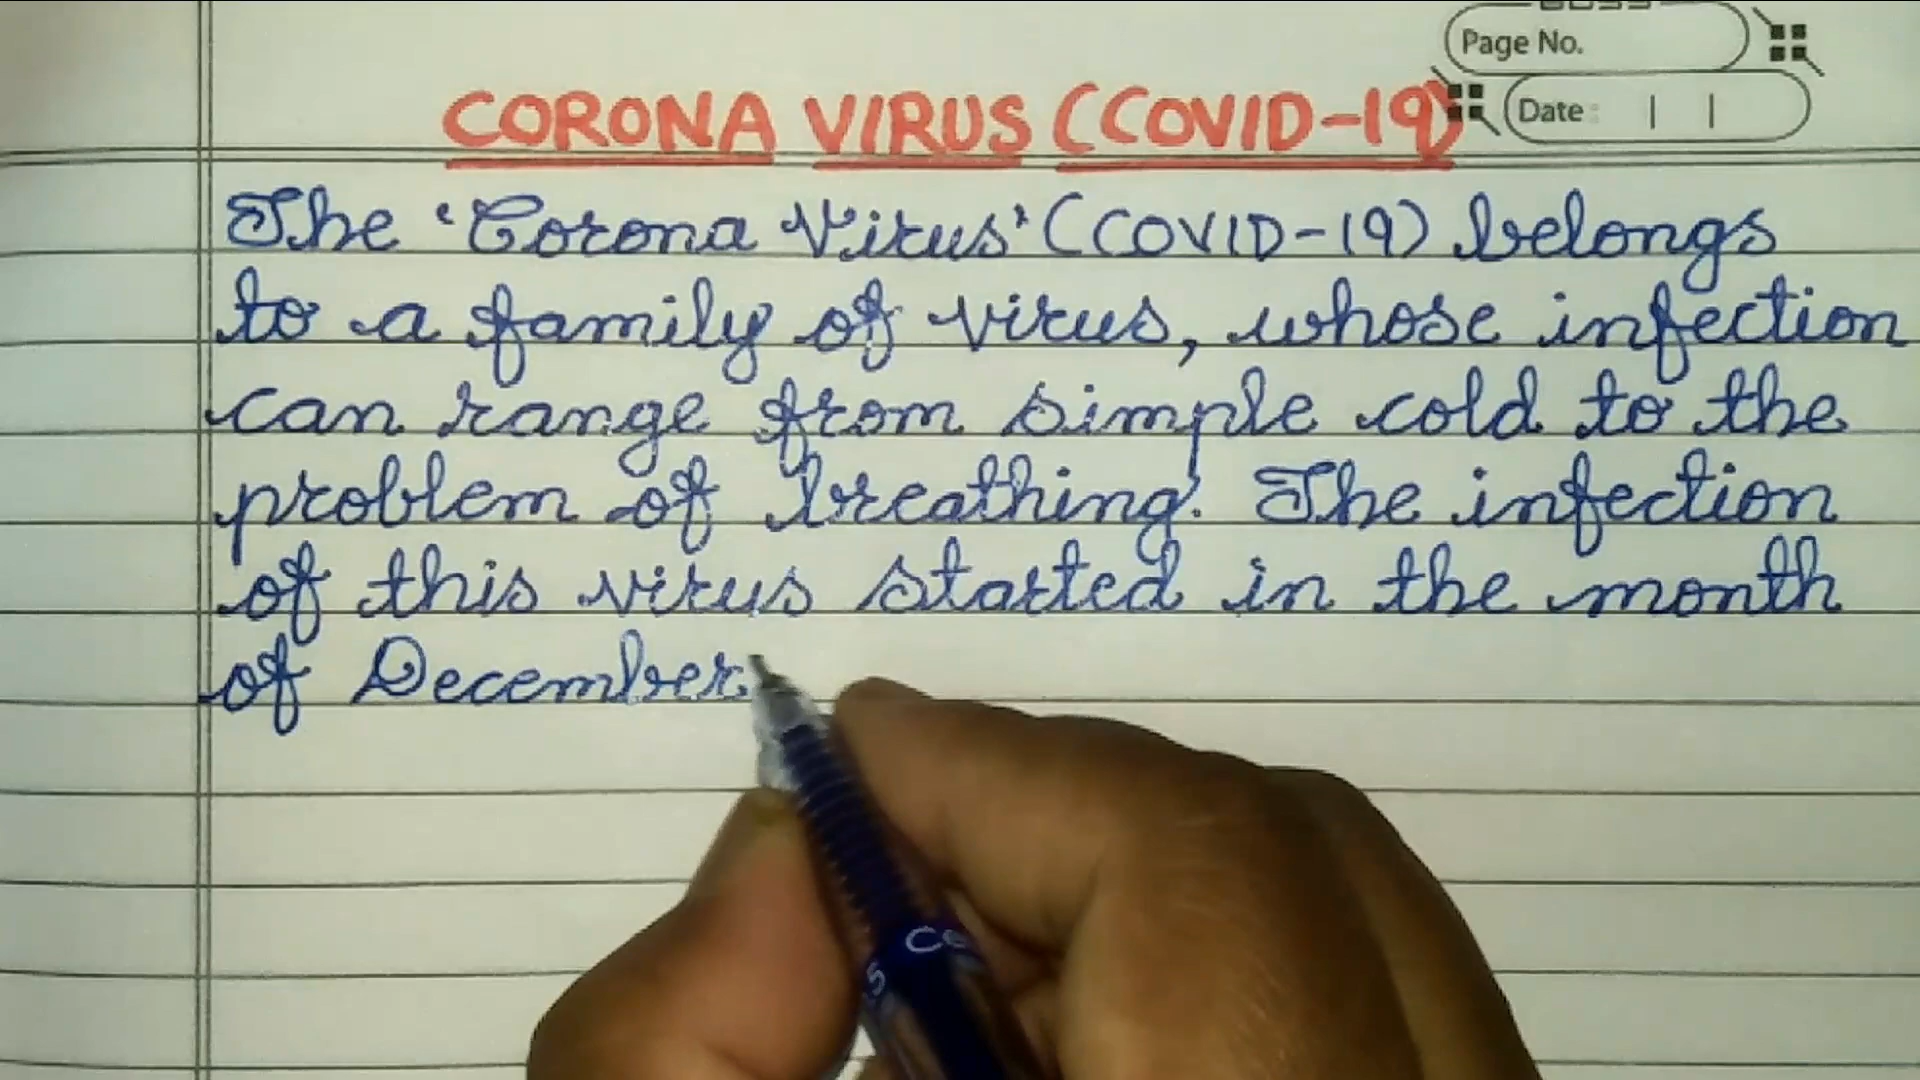 Page No.
CORONA VIRUS (COVID-19)
Date :
The 'Corona Virus' (COVID-19) belongs
to a family of virus, whose infection
can range from simple cold to the
problem of breathing. The infection
of this virus started in the month
of December